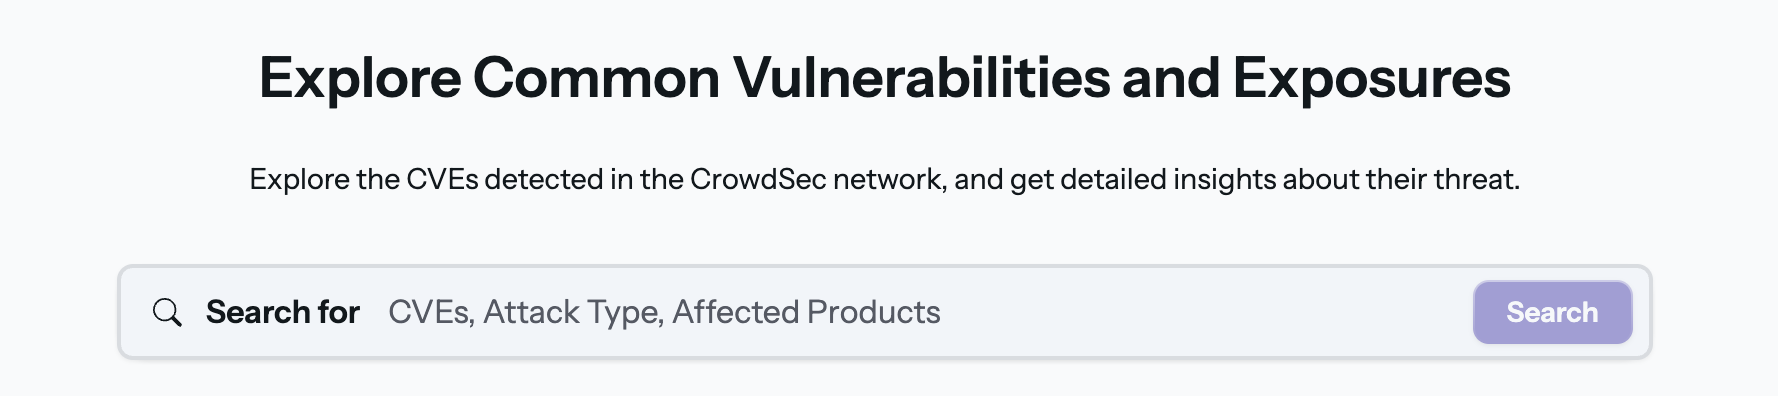 Explore Common Vulnerabilities and Exposures
Explore the CVEs detected in the CrowdSec network, and get detailed insights about their threat.
Search for CVEs, Attack Type, Affected Products Search